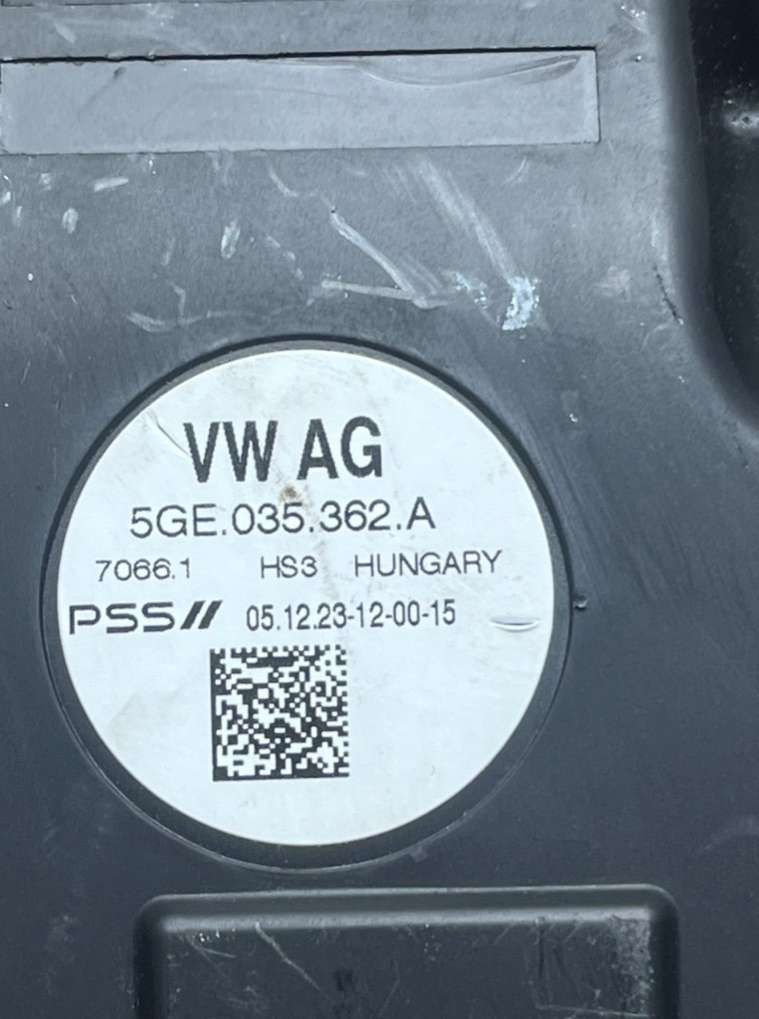 VW AG
5GE.035.362.A
7066.1 HS3 HUNGARY
PSS// 05.12.23-12-00-15